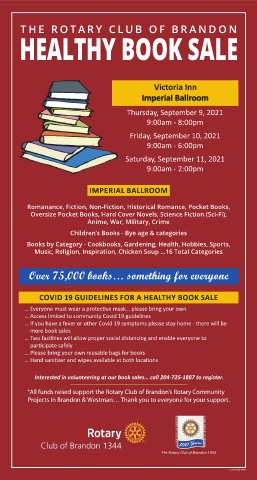 THE ROTARY CLUB OF BRANDON
HEALTHY BOOK SALE
Victoria Inn
Imperial Ballroom
Thursday, September 9, 2021
9:00am - 8:00pm
Friday, September 10, 2021
9:00am - 6:00pm
Saturday, September 11, 2021
9:00am - 2:00pm
IMPERIAL BALLROOM
Romanance, Fiction, Non-Fiction, Historical Romance, Pocket Books,
Oversize Pocket Books, Hard Cover Novels, Science Fiction (Sci-Fi),
Anime, War, Military, Crime
Children's Books - Bye age & categories
Books by Category - Cookbooks, Gardening, Health, Hobbies, Sports,
Music, Religion, Inspiration, Chicken Soup ...16 Total Categories
Over 75,000 books... something for everyone
COVID 19 GUIDELINES FOR A HEALTHY BOOK SALE
... Everyone must wear a protective mask... please bring your own
... Access limited to community Covid 19 guidelines
... If you have a fever or other Covid 19 symptoms please stay home - there will be
more book sales
... Two facilities will allow proper social distancing and enable everyone to
participate safely
... Please bring your own reusable bags for books
... Hand sanitizer and wipes available at both locations
Interested in volunteering at our book sales... call 204-725-1887 to register.
*All funds raised support the Rotary Club of Brandon's Rotary Community
Projects in Brandon & Westman.... Thank you to everyone for your support.
Rotary
Club of Brandon 1344
The Rotary Club of Brandon 1344